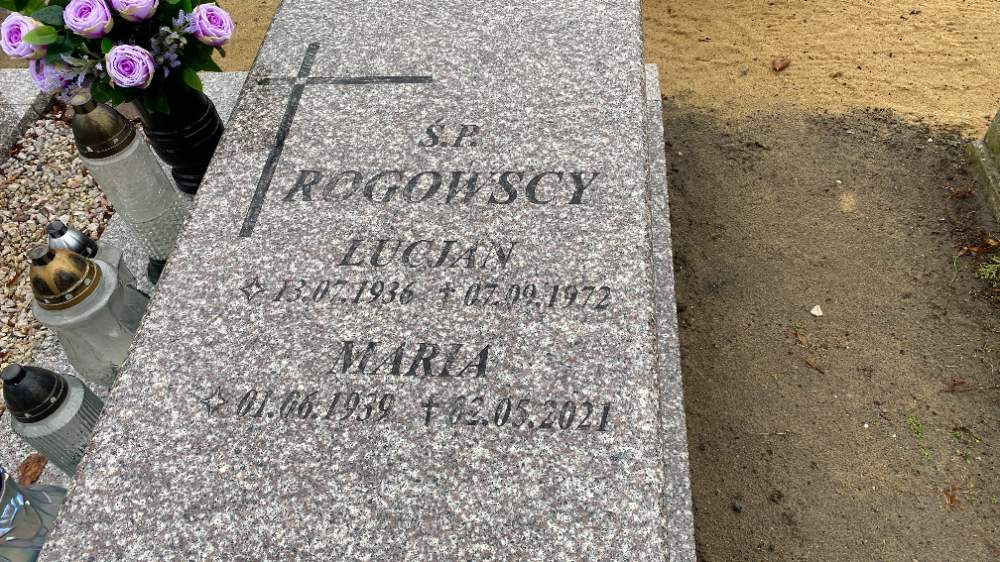 S.P.
ROGOWSCY
LUCJAN
✧ 13.07.1936 † 07.09.1972
MARIA
✧ 01.06.1939 † 02.05.2021